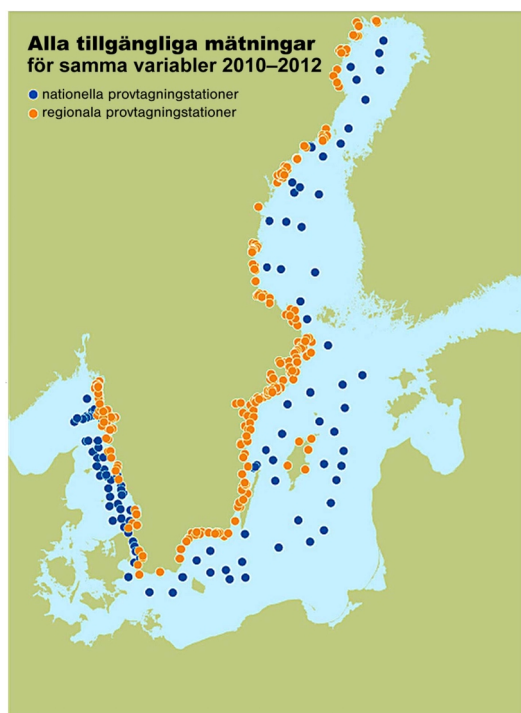 Alla tillgängliga mätningar
för samma variabler 2010–2012
nationella provtagningstationer
regionala provtagningstationer